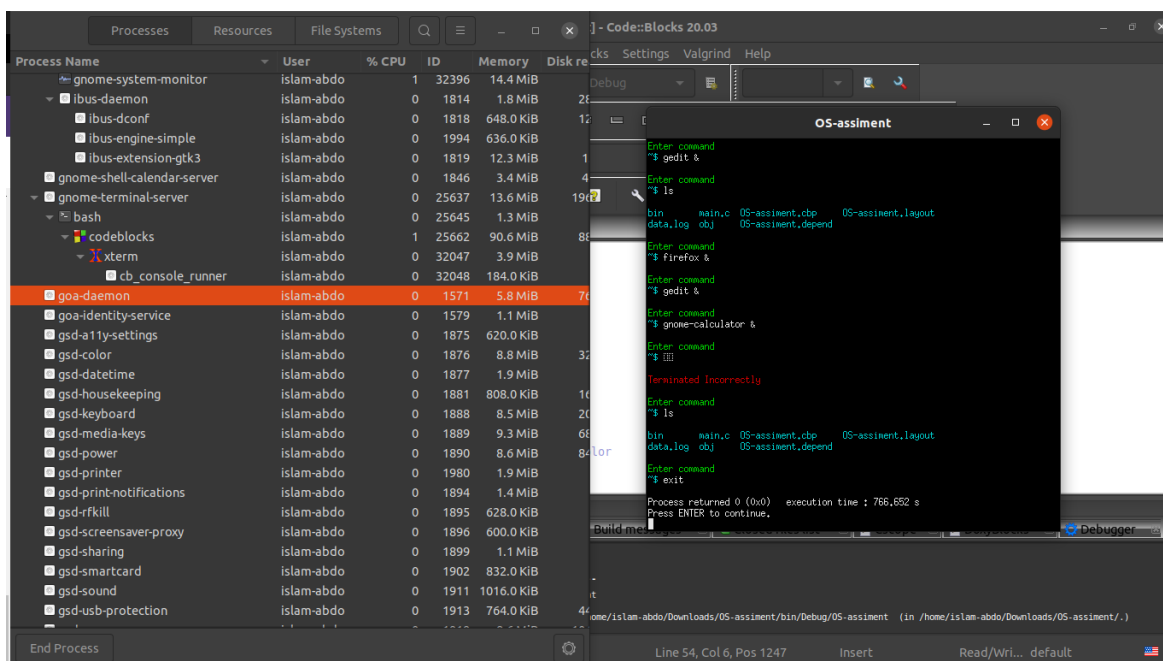 Processes Resources File Systems
Process Name User % CPU ID Memory Disk re
gnome-system-monitor islam-abdo 1 32396 14.4 MiB
ibus-daemon islam-abdo 0 1814 1.8 MiB 28
ibus-dconf islam-abdo 0 1818 648.0 KiB 12
ibus-engine-simple islam-abdo 0 1994 636.0 KiB
ibus-extension-gtk3 islam-abdo 0 1819 12.3 MiB 1
gnome-shell-calendar-server islam-abdo 0 1846 3.4 MiB 4
gnome-terminal-server islam-abdo 0 25637 13.6 MiB 196
bash islam-abdo 0 25645 1.3 MiB
codeblocks islam-abdo 1 25662 90.6 MiB 88
xterm islam-abdo 0 32047 3.9 MiB
cb_console_runner islam-abdo 0 32048 184.0 KiB
goa-daemon islam-abdo 0 1571 5.8 MiB 76
goa-identity-service islam-abdo 0 1579 1.1 MiB
gsd-a11y-settings islam-abdo 0 1875 620.0 KiB
gsd-color islam-abdo 0 1876 8.8 MiB 32
gsd-datetime islam-abdo 0 1877 1.9 MiB
gsd-housekeeping islam-abdo 0 1881 808.0 KiB 16
gsd-keyboard islam-abdo 0 1888 8.5 MiB 20
gsd-media-keys islam-abdo 0 1889 9.3 MiB 68
gsd-power islam-abdo 0 1890 8.6 MiB 84
gsd-printer islam-abdo 0 1980 1.9 MiB
gsd-print-notifications islam-abdo 0 1894 1.4 MiB
gsd-rfkill islam-abdo 0 1895 628.0 KiB
gsd-screensaver-proxy islam-abdo 0 1896 600.0 KiB
gsd-sharing islam-abdo 0 1899 1.1 MiB
gsd-smartcard islam-abdo 0 1902 832.0 KiB
gsd-sound islam-abdo 0 1911 1016.0 KiB
gsd-usb-protection islam-abdo 0 1913 764.0 KiB 44
End Process
] - Code::Blocks 20.03
cks Settings Valgrind Help
Debug
OS-assiment
Enter command
~$ gedit &
Enter command
~$ ls
bin main.c OS-assiment.cbp OS-assiment.layout
data.log obj OS-assiment.depend
Enter command
~$ firefox &
Enter command
~$ gedit &
Enter command
~$ gnome-calculator &
Enter command
~$
Terminated Incorrectly
Enter command
~$ ls
bin main.c OS-assiment.cbp OS-assiment.layout
data.log obj OS-assiment.depend
Enter command
~$ exit
Process returned 0 (0x0) execution time : 766.652 s
Press ENTER to continue.
lor
Build messages Debugger
ome/islam-abdo/Downloads/OS-assiment/bin/Debug/OS-assiment (in /home/islam-abdo/Downloads/OS-assiment/.)
Line 54, Col 6, Pos 1247 Insert Read/Wri... default